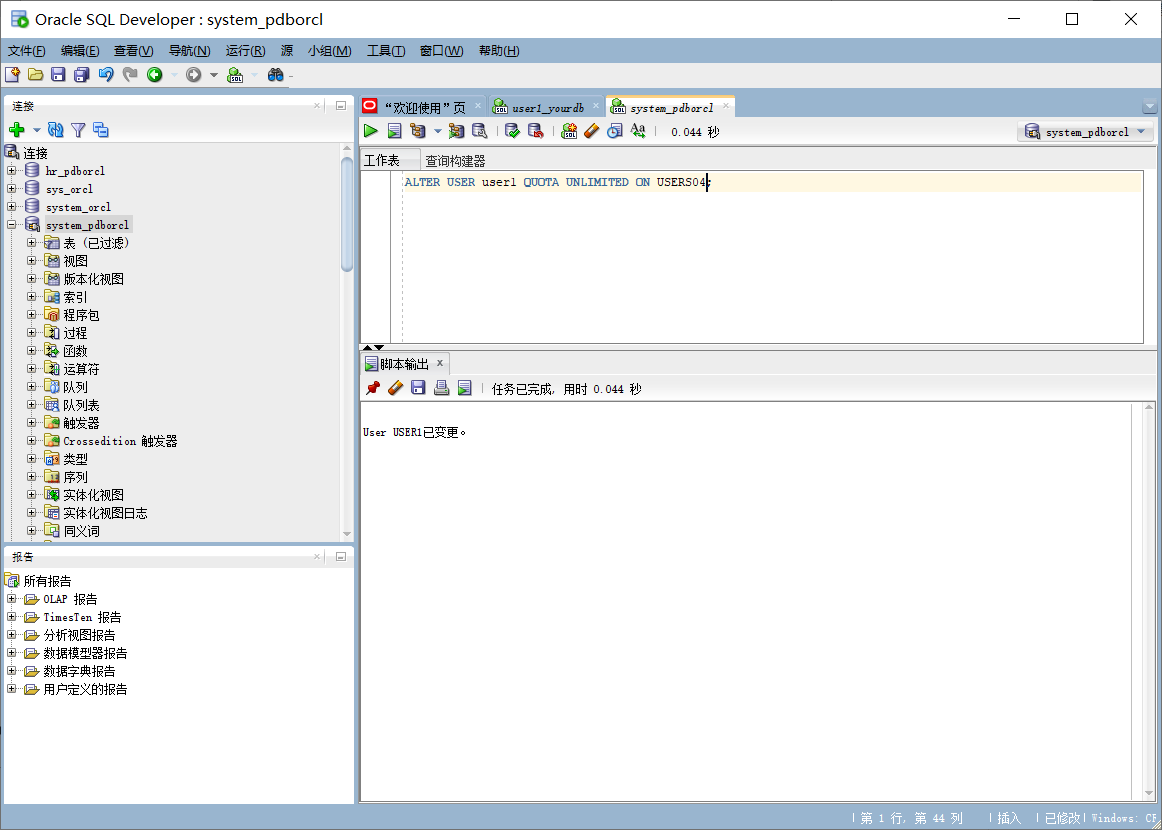 Oracle SQL Developer : system_pdborcl
文件(F) 编辑(E) 查看(V) 导航(N) 运行(R) 源 小组(M) 工具(T) 窗口(W) 帮助(H)
连接
连接
hr_pdborcl
sys_orcl
system_orcl
system_pdborcl
表 (已过滤)
视图
版本化视图
索引
程序包
过程
函数
运算符
队列
队列表
触发器
Crossedition 触发器
类型
序列
实体化视图
实体化视图日志
同义词
报告
所有报告
OLAP 报告
TimesTen 报告
分析视图报告
数据模型器报告
数据字典报告
用户定义的报告
“欢迎使用”页 user1_yourdb system_pdborcl
0.044 秒 system_pdborcl
工作表 查询构建器
ALTER USER user1 QUOTA UNLIMITED ON USERS04;
脚本输出
任务已完成, 用时 0.044 秒
User USER1已变更。
第 1 行, 第 44 列 插入 已修改 Windows: